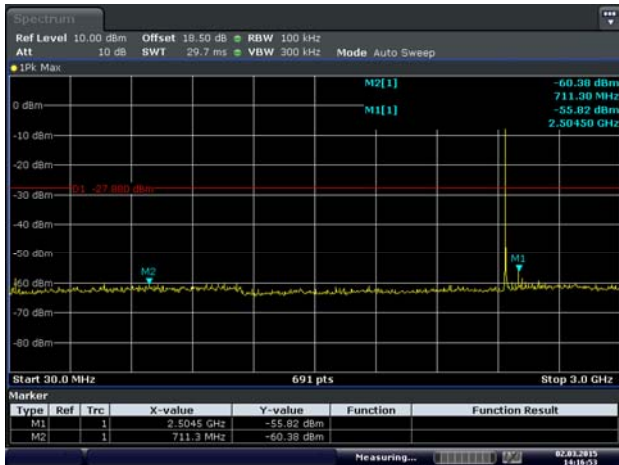 Spectrum
Ref Level 10.00 dBm Offset 18.50 dB RBW 100 kHz
Att 10 dB SWT 29.7 ms VBW 300 kHz Mode Auto Sweep
1Pk Max
M2[1] -60.38 dBm
711.30 MHz
M1[1] -55.82 dBm
2.50450 GHz
0 dBm
-10 dBm
-20 dBm
D1 -27.880 dBm
-30 dBm
-40 dBm
-50 dBm
M1
M2
-60 dBm
-70 dBm
-80 dBm
Start 30.0 MHz 691 pts Stop 3.0 GHz
Marker
Type Ref Trc X-value Y-value Function Function Result
M1 1 2.5045 GHz -55.82 dBm
M2 1 711.3 MHz -60.38 dBm
Measuring... 02.03.2015
14:16:53